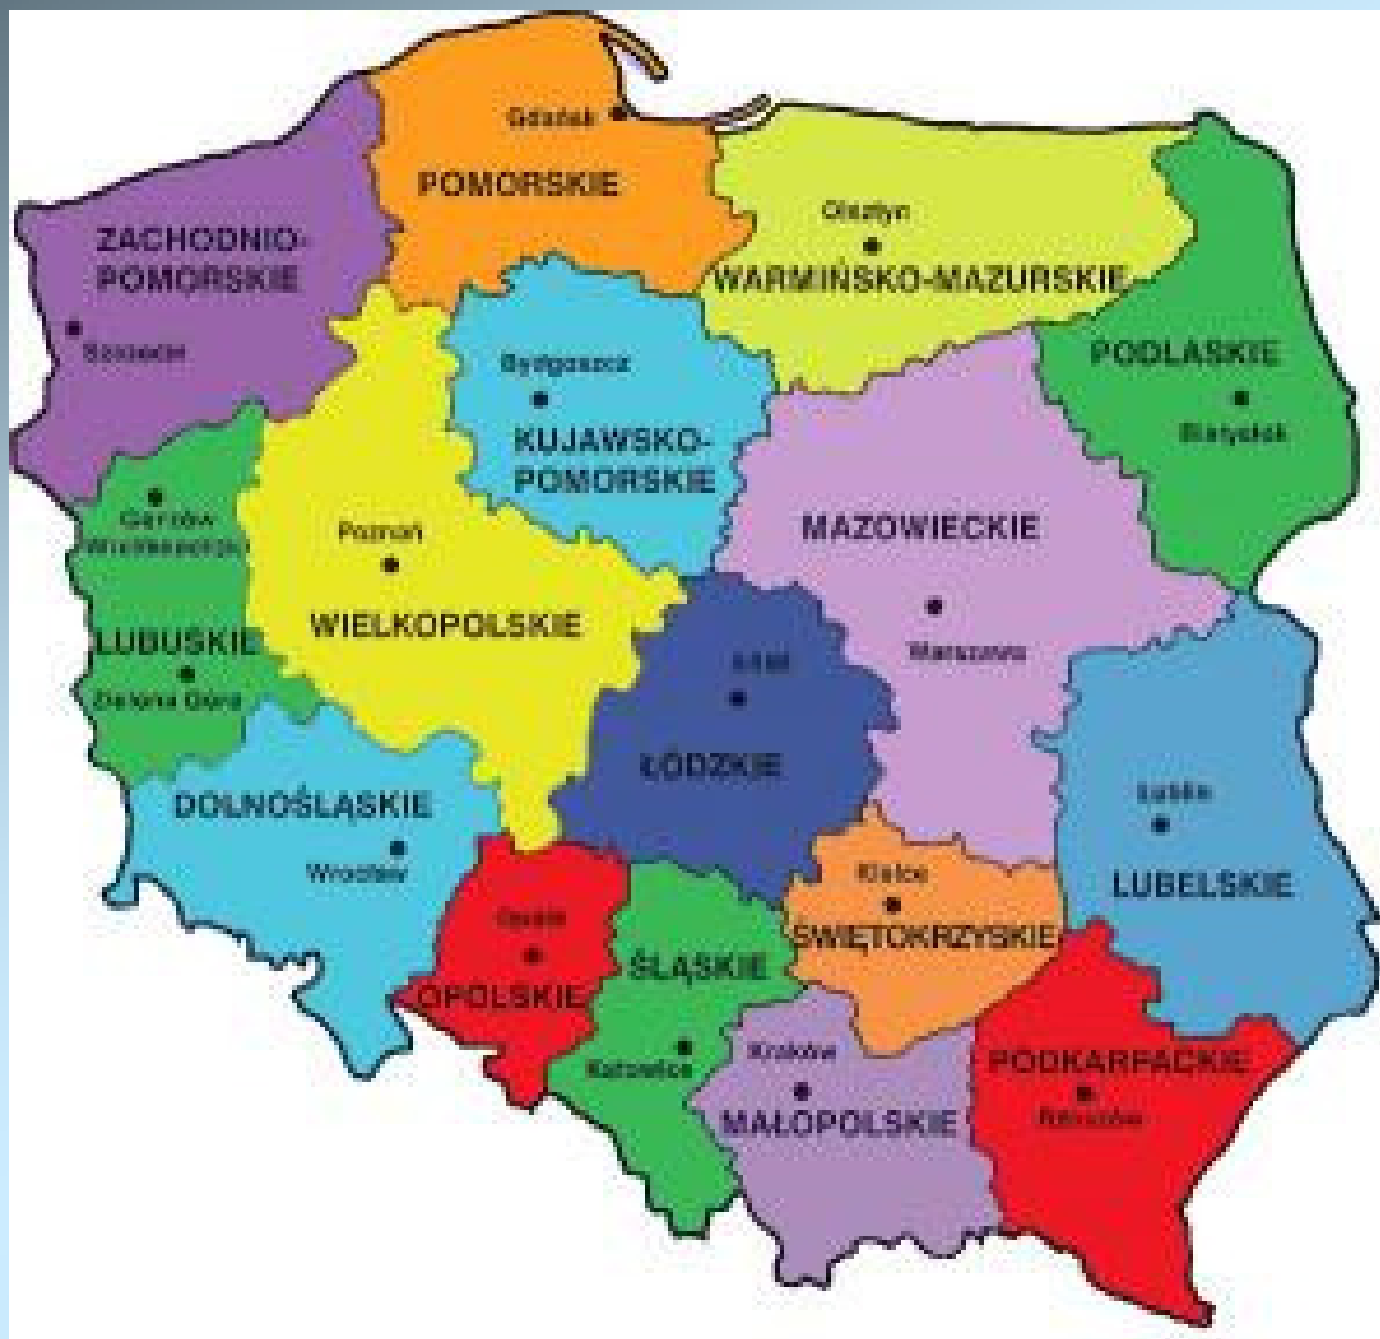 Gdańsk
POMORSKIE
Olsztyn
WARMIŃSKO-MAZURSKIE
ZACHODNIO-
POMORSKIE
Szczecin
Bydgoszcz
KUJAWSKO-
POMORSKIE
PODLASKIE
Białystok
Gorzów
Wielkopolski
Poznań
WIELKOPOLSKIE
MAZOWIECKIE
Warszawa
LUBUSKIE
Zielona Góra
Łódź
ŁÓDZKIE
DOLNOŚLĄSKIE
Wrocław
Lublin
LUBELSKIE
Opole
OPOLSKIE
ŚLĄSKIE
Katowice
Kielce
ŚWIĘTOKRZYSKIE
Kraków
MAŁOPOLSKIE
PODKARPACKIE
Rzeszów